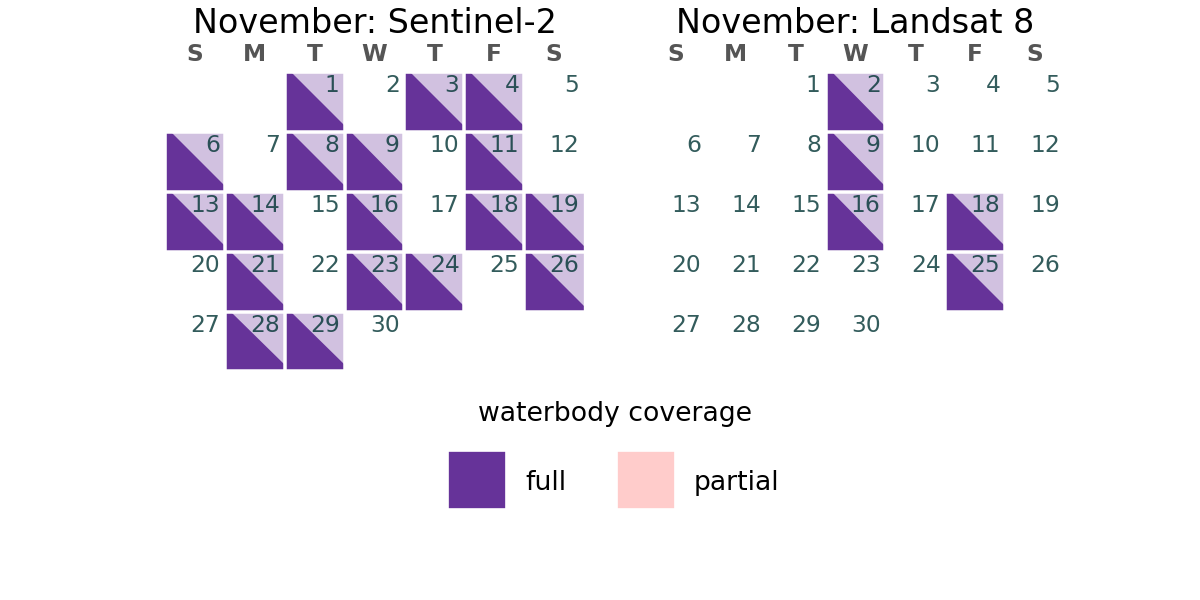 November: Sentinel-2
S M T W T F S
1 2 3 4 5
6 7 8 9 10 11 12
13 14 15 16 17 18 19
20 21 22 23 24 25 26
27 28 29 30
November: Landsat 8
S M T W T F S
1 2 3 4 5
6 7 8 9 10 11 12
13 14 15 16 17 18 19
20 21 22 23 24 25 26
27 28 29 30
waterbody coverage
full partial